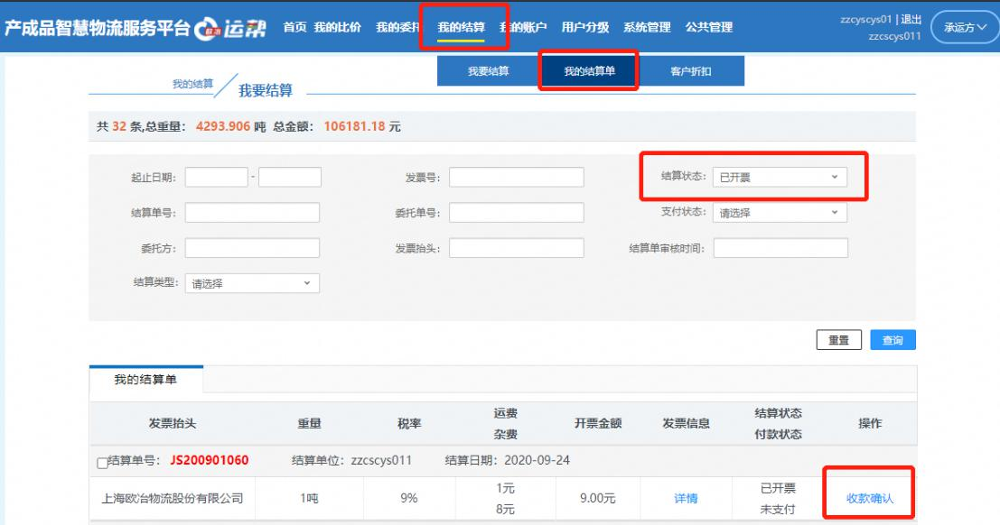 产成品智慧物流服务平台 欧冶 运帮 首页 我的比价 我的委托 我的结算 我的账户 用户分级 系统管理 公共管理 zzcyscys01 | 退出
zzcscys011 承运方
我的结算 我要结算 我要结算 我的结算单 客户折扣
共 32 条,总重量: 4293.906 吨 总金额: 106181.18 元
起止日期: - 发票号: 结算状态: 已开票
结算单号: 委托单号: 支付状态: 请选择
委托方: 发票抬头: 结算单审核时间:
结算类型: 请选择
重置 查询
我的结算单
发票抬头 重量 税率 运费 杂费 开票金额 发票信息 结算状态 付款状态 操作
结算单号: JS200901060 结算单位: zzcscys011 结算日期: 2020-09-24
上海欧冶物流股份有限公司 1吨 9% 1元 8元 9.00元 详情 已开票 未支付 收款确认